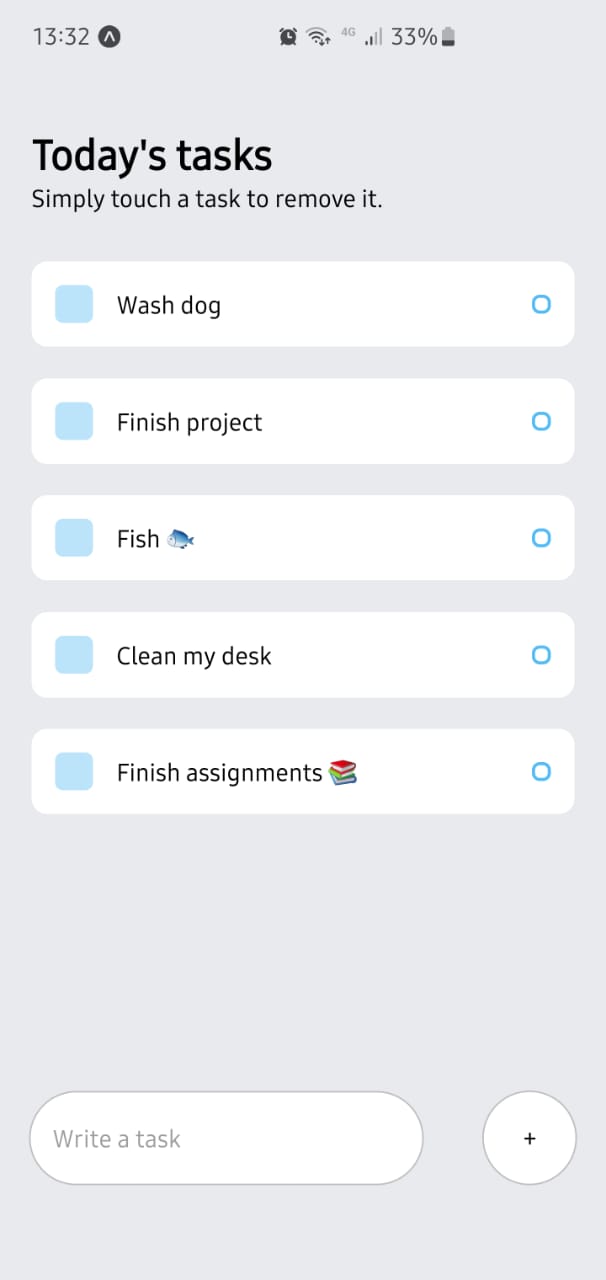 13:32 4G 33%
Today's tasks
Simply touch a task to remove it.
Wash dog
Finish project
Fish 🐟
Clean my desk
Finish assignments 📚
Write a task +